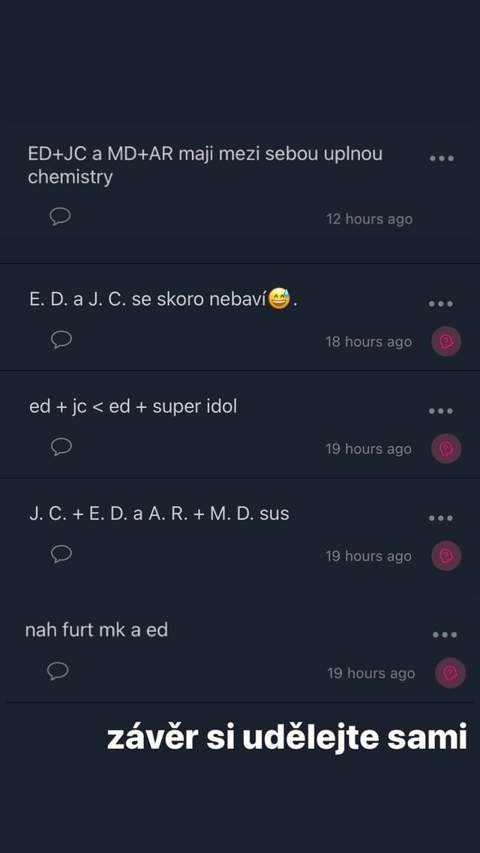 ED+JC a MD+AR maji mezi sebou uplnou
chemistry
12 hours ago
E. D. a J. C. se skoro nebaví😅.
18 hours ago
ed + jc < ed + super idol
19 hours ago
J. C. + E. D. a A. R. + M. D. sus
19 hours ago
nah furt mk a ed
19 hours ago
závěr si udělejte sami